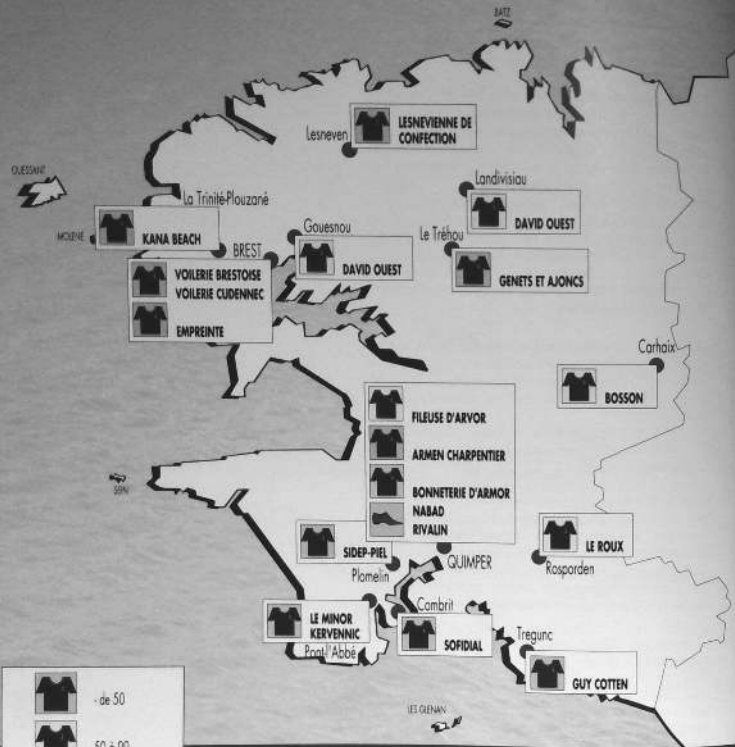 BATZ
LESNEVIENNE DE
CONFECTION
Lesneven
OUESSANT
Landivisiau
DAVID OUEST
La Trinité-Plouzané
KANA BEACH
MOLENE
BREST
Gouesnou
DAVID OUEST
Le Tréhou
GENETS ET AJONCS
VOILERIE BRESTOISE
VOILERIE CUDENNEC
EMPREINTE
Carhaix
BOSSON
FILEUSE D'ARVOR
ARMEN CHARPENTIER
BONNETERIE D'ARMOR
NABAD
RIVALIN
SEIN
SIDEP-PIEL
QUIMPER
LE ROUX
Rosporden
Plomelin
LE MINOR
KERVENNIC
Pont-l'Abbé
Combrit
SOFIDIAL
Tregunc
GUY COTTEN
LES GLENAN
- de 50
50 à 99